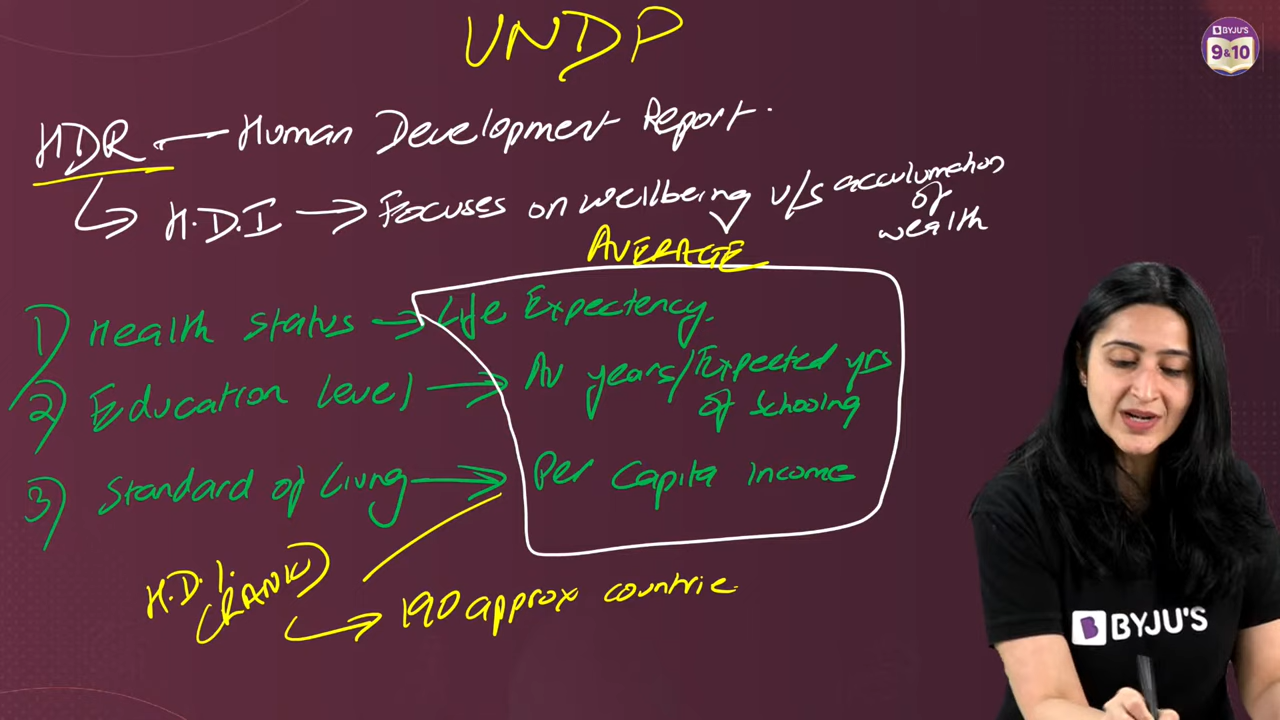 UNDP
BYJU'S
9&10
HDR — Human Development Report.
H.D.I → Focuses on wellbeing v/s acculumation
of
wealth
AVERAGE
1) Health status → Life Expectency.
2) Education level → Av years/Expected yrs
of schooling
3) Standard of Living → Per Capita income
H.D.I.
(RANK)
→ 190 approx countrie.
BYJU'S